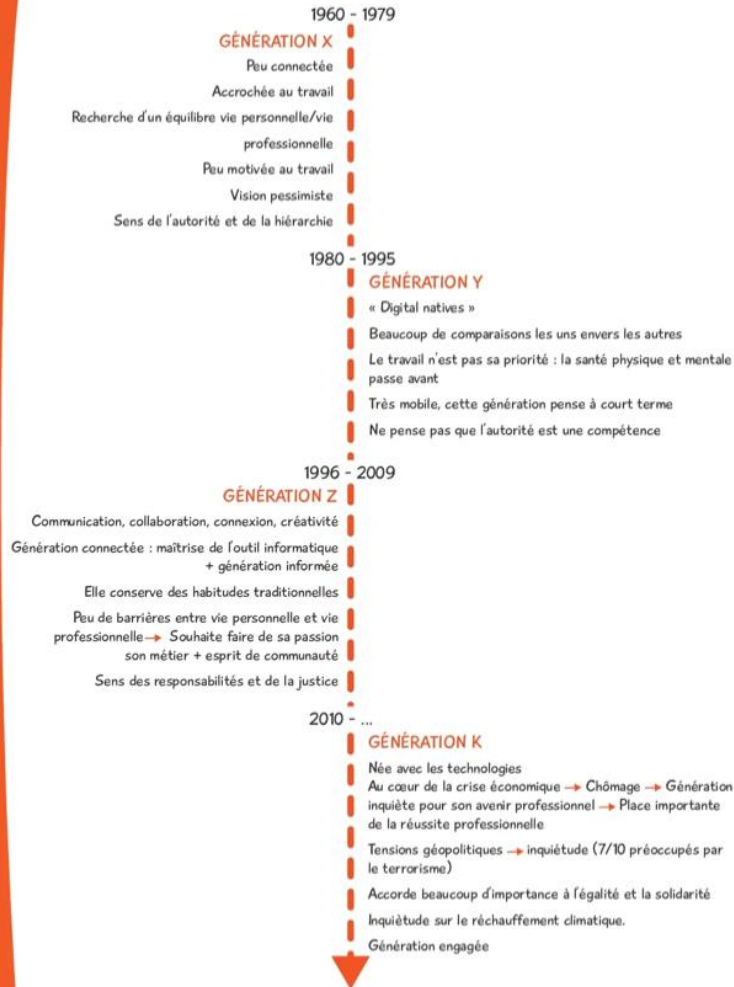 1960 - 1979
GÉNÉRATION X
Peu connectée
Accrochée au travail
Recherche d'un équilibre vie personnelle/vie
professionnelle
Peu motivée au travail
Vision pessimiste
Sens de l'autorité et de la hiérarchie
1980 - 1995
GÉNÉRATION Y
« Digital natives »
Beaucoup de comparaisons les uns envers les autres
Le travail n'est pas sa priorité : la santé physique et mentale
passe avant
Très mobile, cette génération pense à court terme
Ne pense pas que l'autorité est une compétence
1996 - 2009
GÉNÉRATION Z
Communication, collaboration, connexion, créativité
Génération connectée : maîtrise de l'outil informatique
+ génération informée
Elle conserve des habitudes traditionnelles
Peu de barrières entre vie personnelle et vie
professionnelle → Souhaite faire de sa passion
son métier + esprit de communauté
Sens des responsabilités et de la justice
2010 - ...
GÉNÉRATION K
Née avec les technologies
Au cœur de la crise économique → Chômage → Génération
inquiète pour son avenir professionnel → Place importante
de la réussite professionnelle
Tensions géopolitiques → inquiétude (7/10 préoccupés par
le terrorisme)
Accorde beaucoup d'importance à l'égalité et la solidarité
Inquiètude sur le réchauffement climatique.
Génération engagée